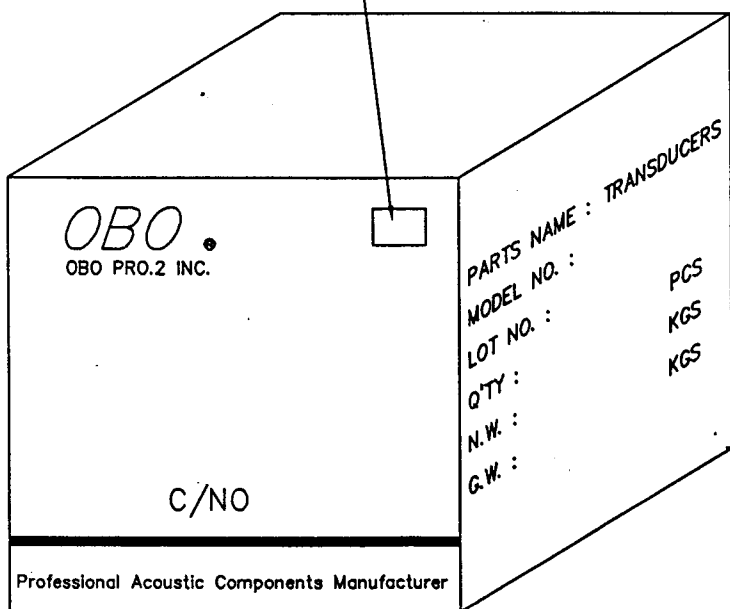 OBO
OBO PRO.2 INC.
C/NO
Professional Acoustic Components Manufacturer
PARTS NAME : TRANSDUCERS
MODEL NO. :
LOT NO. :
Q'TY : PCS
N.W. : KGS
G.W. : KGS